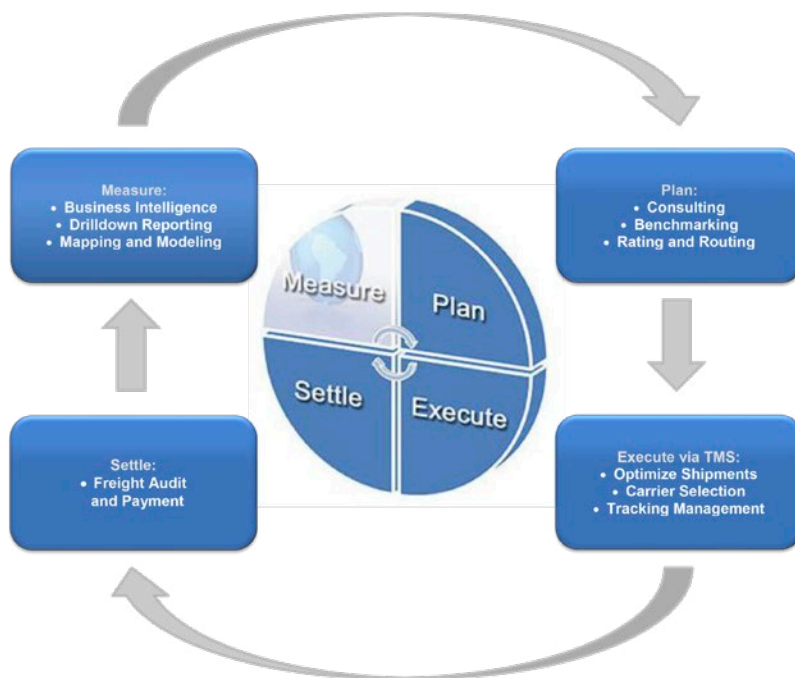 Measure:
• Business Intelligence
• Drilldown Reporting
• Mapping and Modeling
Plan:
• Consulting
• Benchmarking
• Rating and Routing
Measure
Plan
Settle
Execute
Settle:
• Freight Audit
and Payment
Execute via TMS:
• Optimize Shipments
• Carrier Selection
• Tracking Management